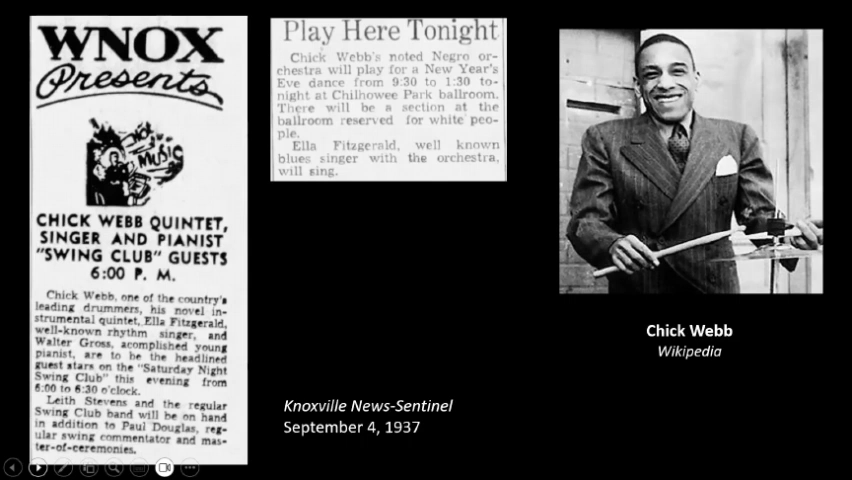 WNOX
Presents
HOT
MUSIC
CHICK WEBB QUINTET,
SINGER AND PIANIST
"SWING CLUB" GUESTS
6:00 P. M.
Chick Webb, one of the country's
leading drummers, his novel in-
strumental quintet, Ella Fitzgerald,
well-known rhythm singer, and
Walter Gross, acomplished young
pianist, are to be the headlined
guest stars on the "Saturday Night
Swing Club" this evening from
6:00 to 6:30 o'clock.
Leith Stevens and the regular
Swing Club band will be on hand
in addition to Paul Douglas, reg-
ular swing commentator and mas-
ter-of-ceremonies.
Play Here Tonight
Chick Webb's noted Negro or-
chestra will play for a New Year's
Eve dance from 9:30 to 1:30 to-
night at Chilhowee Park ballroom.
There will be a section at the
ballroom reserved for white peo-
ple.
Ella Fitzgerald, well known
blues singer with the orchestra,
will sing.
Knoxville News-Sentinel
September 4, 1937
Chick Webb
Wikipedia